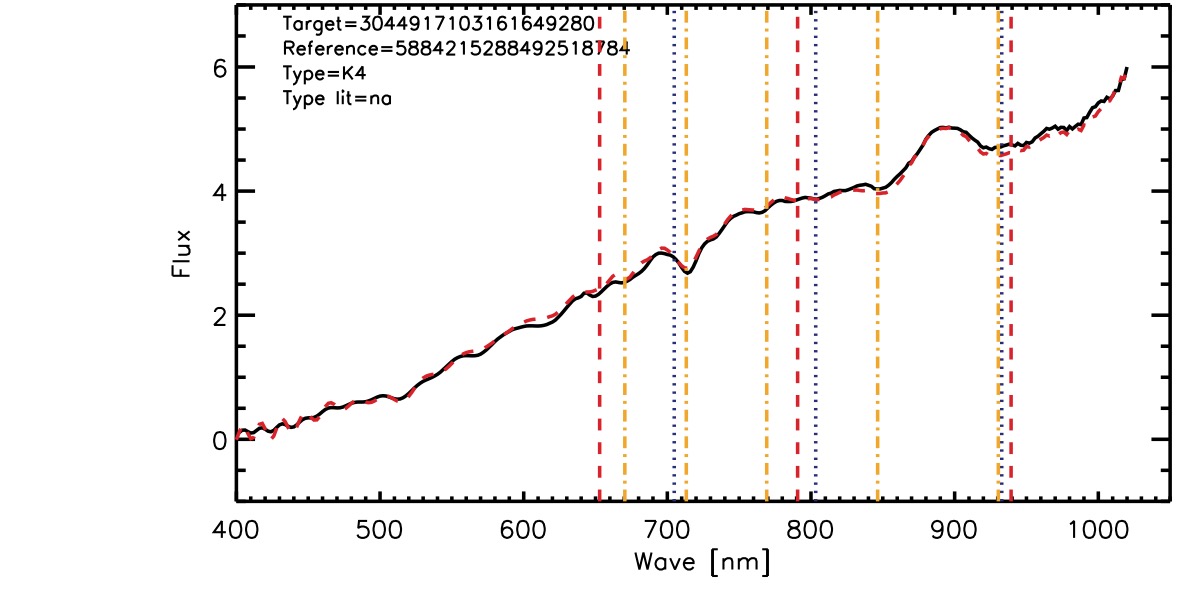 Target=3044917103161649280
Reference=5884215288492518784
Type=K4
Type lit=na
6
4
2
0
Flux
400 500 600 700 800 900 1000
Wave [nm]